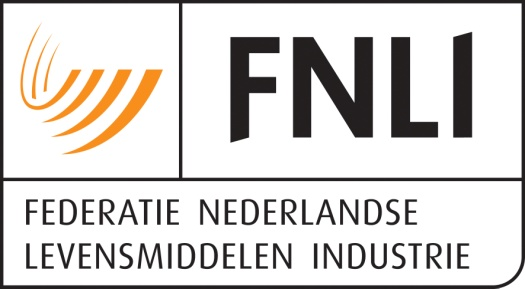 FNLI
FEDERATIE NEDERLANDSE
LEVENSMIDDELEN INDUSTRIE